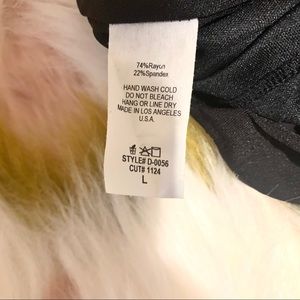 74%Rayon
22%Spandex
HAND WASH COLD
DO NOT BLEACH
HANG OR LINE DRY
MADE IN LOS ANGELES
U.S.A.
STYLE# D-0056
CUT# 1124
L